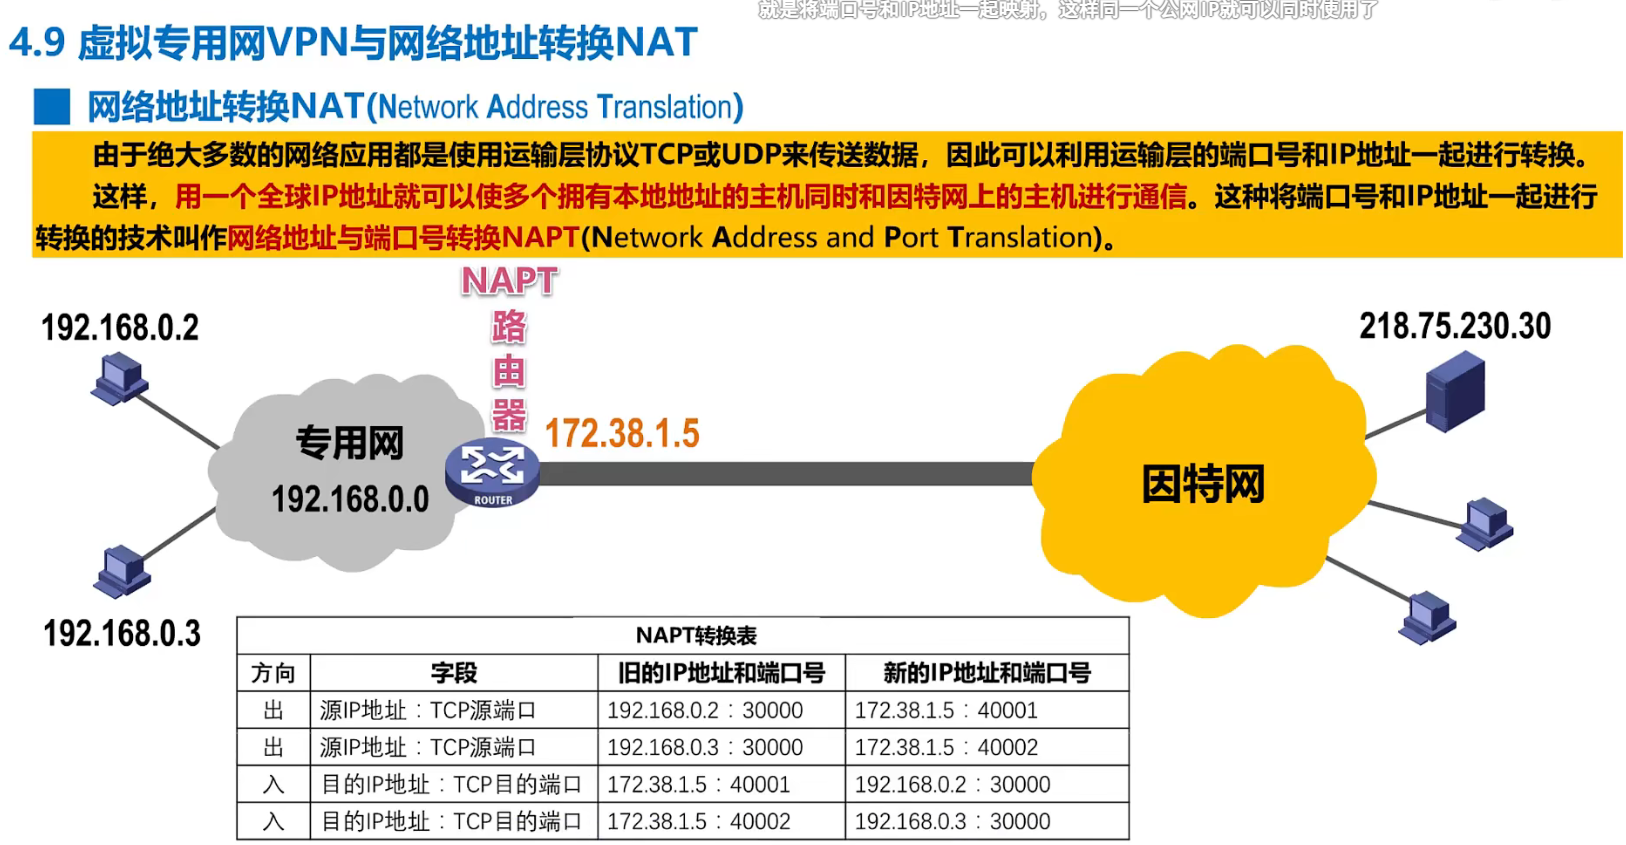 就是将端口号和IP地址一起映射，这样同一个公网IP就可以同时使用了
4.9 虚拟专用网VPN与网络地址转换NAT
网络地址转换NAT(Network Address Translation)
由于绝大多数的网络应用都是使用运输层协议TCP或UDP来传送数据，因此可以利用运输层的端口号和IP地址一起进行转换。
这样，用一个全球IP地址就可以使多个拥有本地地址的主机同时和因特网上的主机进行通信。这种将端口号和IP地址一起进行
转换的技术叫作网络地址与端口号转换NAPT(Network Address and Port Translation)。
NAPT
路
由
器
192.168.0.2
218.75.230.30
172.38.1.5
专用网
192.168.0.0
ROUTER
因特网
192.168.0.3
NAPT转换表
方向 字段 旧的IP地址和端口号 新的IP地址和端口号
出 源IP地址：TCP源端口 192.168.0.2：30000 172.38.1.5：40001
出 源IP地址：TCP源端口 192.168.0.3：30000 172.38.1.5：40002
入 目的IP地址：TCP目的端口 172.38.1.5：40001 192.168.0.2：30000
入 目的IP地址：TCP目的端口 172.38.1.5：40002 192.168.0.3：30000